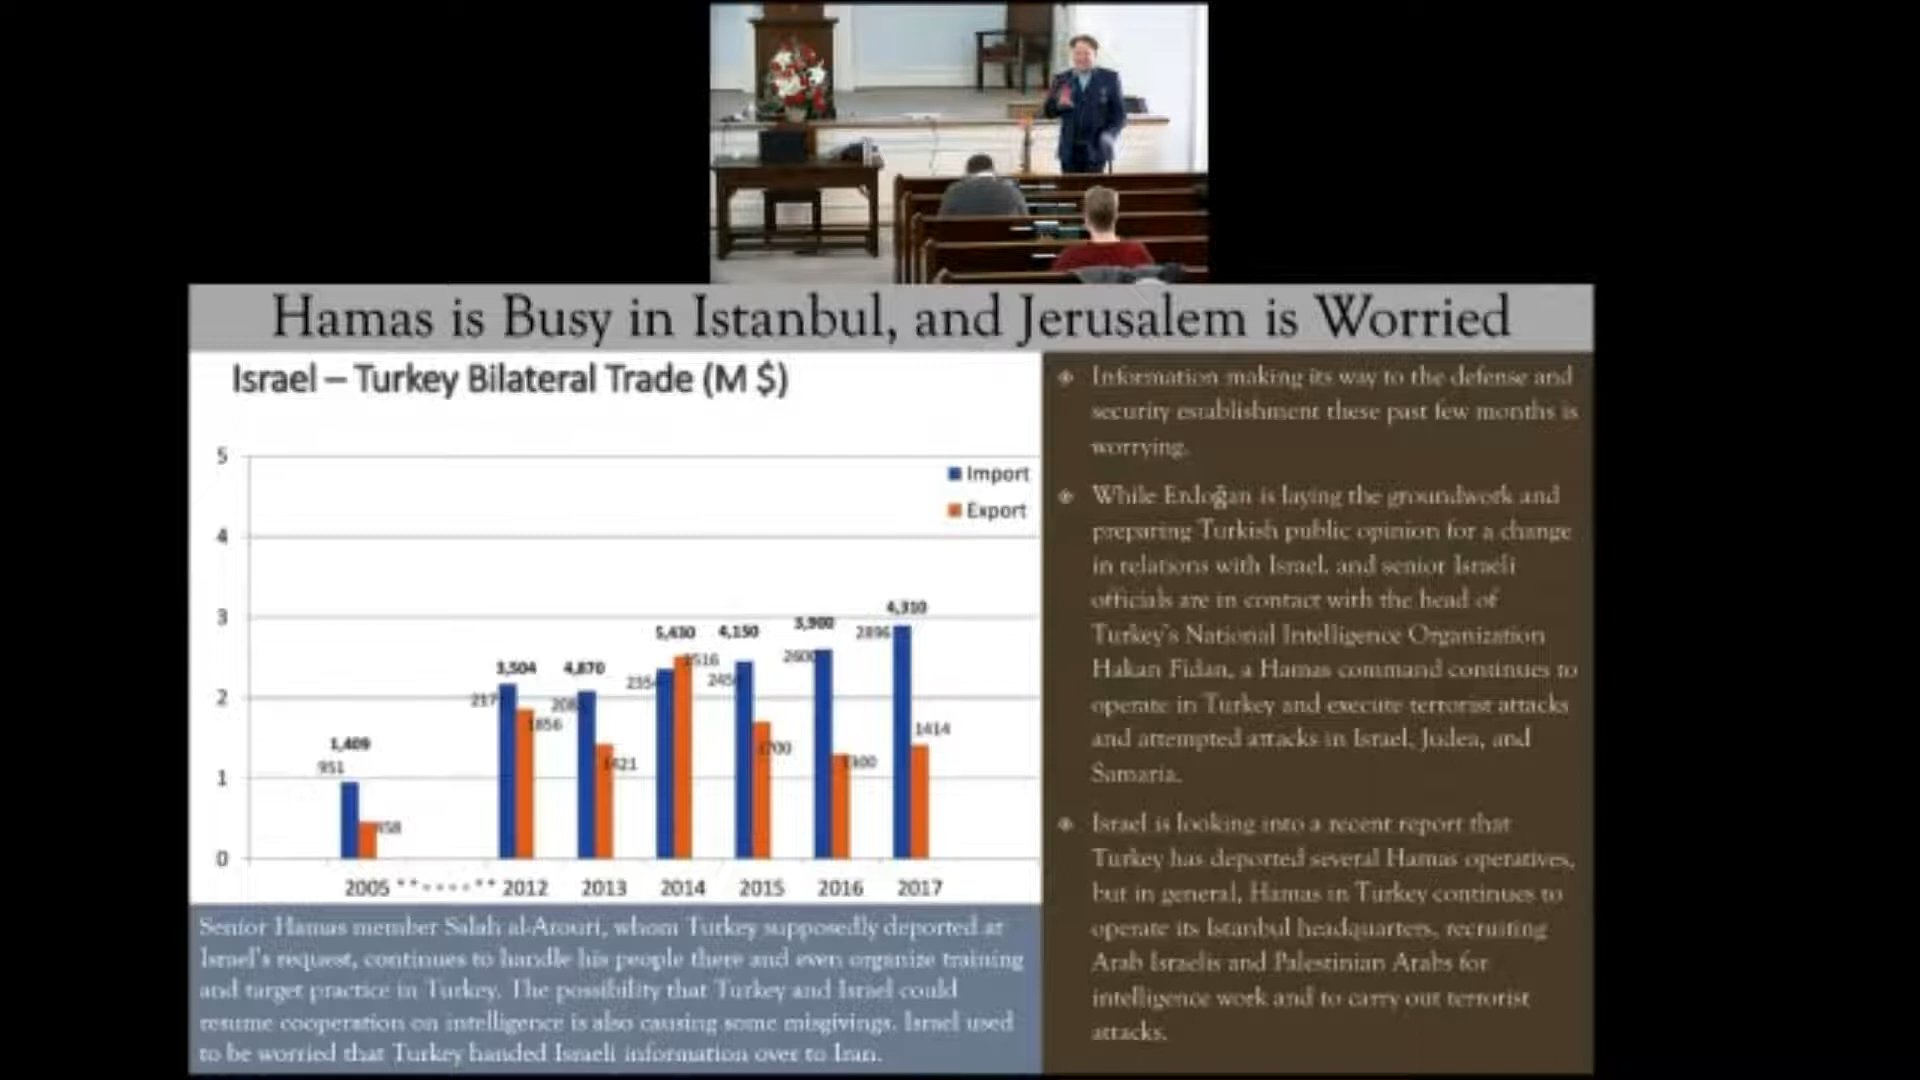 Hamas is Busy in Istanbul, and Jerusalem is Worried
Israel – Turkey Bilateral Trade (M $)
5
4
3
2
1
0
Import
Export
1,409
951
3,504
1856
4,870
1421
5,430
4,150
3,900
4,310
2896
1414
2005 **-----** 2012 2013 2014 2015 2016 2017
Senior Hamas member Salah al-Arouri, whom Turkey supposedly deported at
Israel's request, continues to handle his people there and even organize training
and target practice in Turkey. The possibility that Turkey and Israel could
resume cooperation on intelligence is also causing some misgivings. Israel used
to be worried that Turkey handed Israeli information over to Iran.
Information making its way to the defense and
security establishment these past few months is
worrying.
While Erdoğan is laying the groundwork and
preparing Turkish public opinion for a change
in relations with Israel, and senior Israeli
officials are in contact with the head of
Turkey's National Intelligence Organization
Hakan Fidan, a Hamas command continues to
operate in Turkey and execute terrorist attacks
and attempted attacks in Israel, Judea, and
Samaria.
Israel is looking into a recent report that
Turkey has deported several Hamas operatives,
but in general, Hamas in Turkey continues to
operate its Istanbul headquarters, recruiting
Arab Israelis and Palestinian Arabs for
intelligence work and to carry out terrorist
attacks.